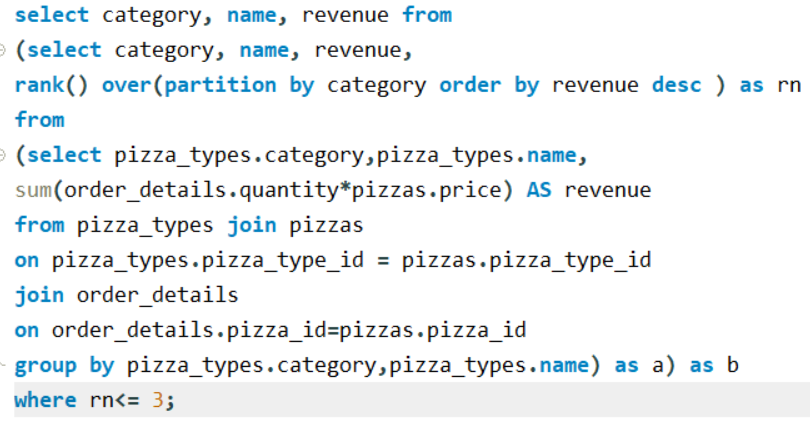 select category, name, revenue from
(select category, name, revenue,
rank() over(partition by category order by revenue desc ) as rn
from
(select pizza_types.category,pizza_types.name,
sum(order_details.quantity*pizzas.price) AS revenue
from pizza_types join pizzas
on pizza_types.pizza_type_id = pizzas.pizza_type_id
join order_details
on order_details.pizza_id=pizzas.pizza_id
group by pizza_types.category,pizza_types.name) as a) as b
where rn<= 3;